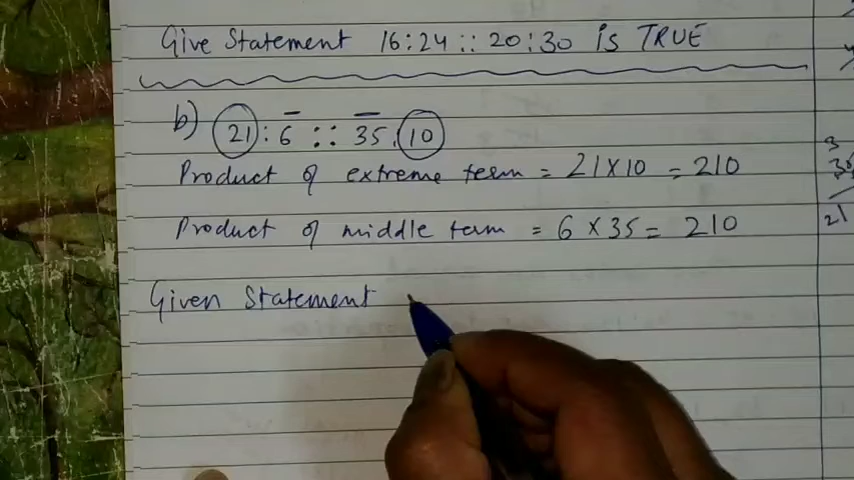 Give Statement 16:24 :: 20:30 is TRUE
b) 21 : 6 :: 35 : 10
Product of extreme term = 21 × 10 = 210
Product of middle term = 6 × 35 = 210
Given Statement